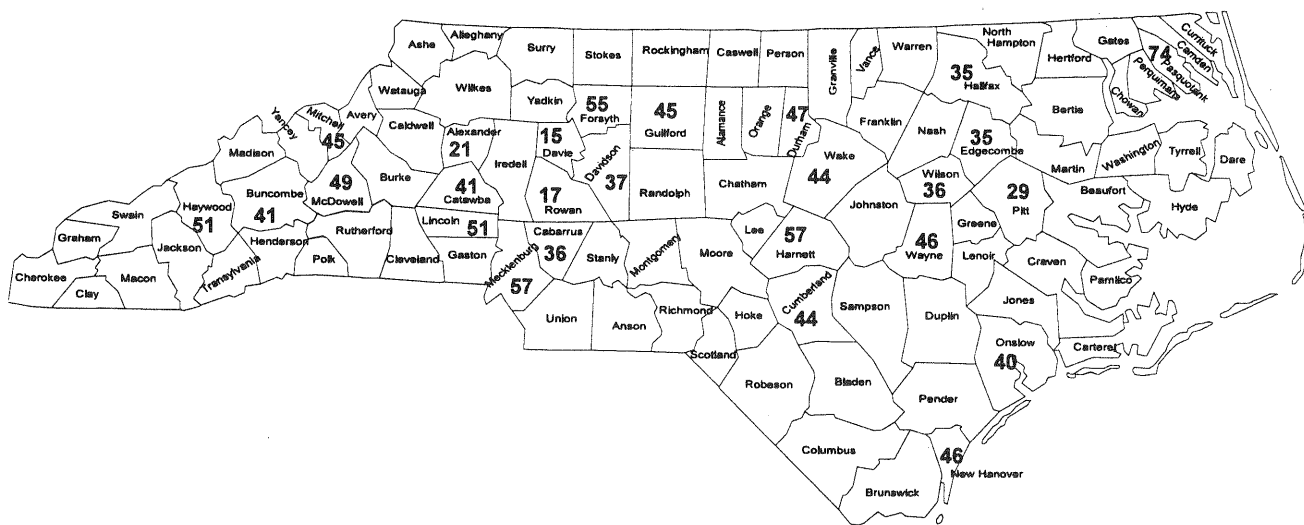 Ashe
Alleghany
Surry
Stokes
Rockingham
Caswell
Person
Granville
Vance
Warren
North
Hampton
Gates
Hertford
Currituck
Camden
Pasquolank
Perquimans
74
Chowan
35
Halifax
Bertie
Watauga
Wilkes
Yadkin
55
Forsyth
45
Guilford
Alamance
Orange
47
Durham
Franklin
Nash
35
Edgecombe
Martin
Washington
Tyrrell
Dare
Mitchell
45
Avery
Yancey
Caldwell
Alexander
21
Iredell
15
Davie
Davidson
37
Randolph
Chatham
Wake
44
Wilson
36
29
Pitt
Beaufort
Hyde
Madison
Buncombe
41
49
McDowell
Burke
41
Catawba
17
Rowan
Johnston
Greene
Swain
Haywood
51
Graham
Jackson
Henderson
Rutherford
Lincoln
51
Cabarrus
36
Stanly
Montgomery
Moore
Lee
57
Harnett
46
Wayne
Lenoir
Craven
Pamlico
Cherokee
Clay
Macon
Transylvania
Polk
Cleveland
Gaston
Mecklenburg
57
Union
Anson
Richmond
Scotland
Hoke
Cumberland
44
Sampson
Duplin
Jones
Onslow
40
Carteret
Robeson
Bladen
Pender
Columbus
Brunswick
46
New Hanover